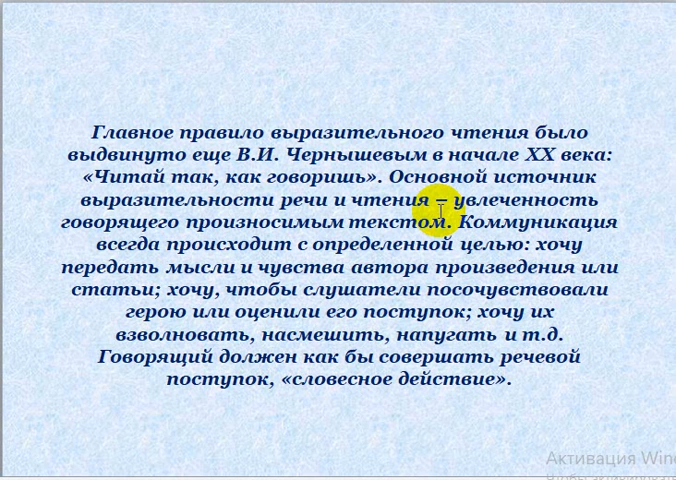 Главное правило выразительного чтения было
выдвинуто еще В.И. Чернышевым в начале XX века:
«Читай так, как говоришь». Основной источник
выразительности речи и чтения – увлеченность
говорящего произносимым текстом. Коммуникация
всегда происходит с определенной целью: хочу
передать мысли и чувства автора произведения или
статьи; хочу, чтобы слушатели посочувствовали
герою или оценили его поступок; хочу их
взволновать, насмешить, напугать и т.д.
Говорящий должен как бы совершать речевой
поступок, «словесное действие».
Активация Win